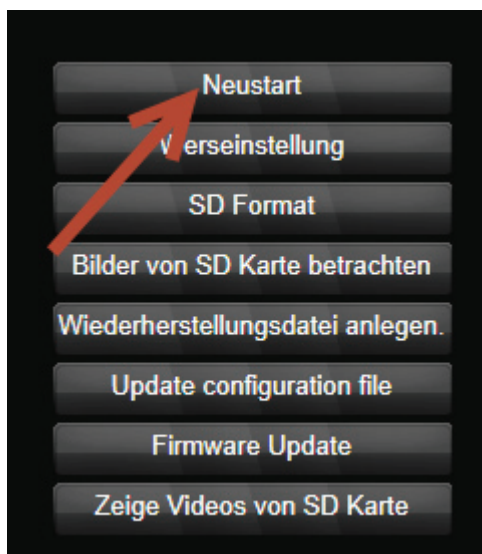 Neustart
SD Format
Bilder von SD Karte betrachten
Wiederherstellungsdatei anlegen.
Update configuration file
Firmware Update
Zeige Videos von SD Karte